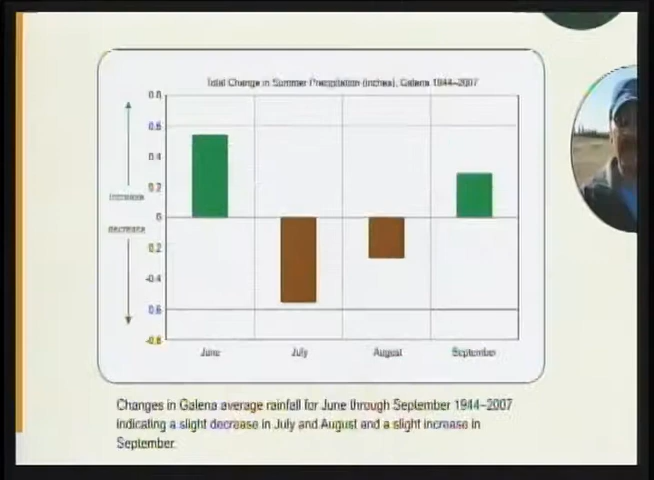 Total Change in Summer Precipitation (inches), Galena 1944–2007
0.8
0.6
0.4
0.2
increase
0
decrease
0.2
-0.4
0.6
-0.8
June July August September
Changes in Galena average rainfall for June through September 1944–2007
indicating a slight decrease in July and August and a slight increase in
September.